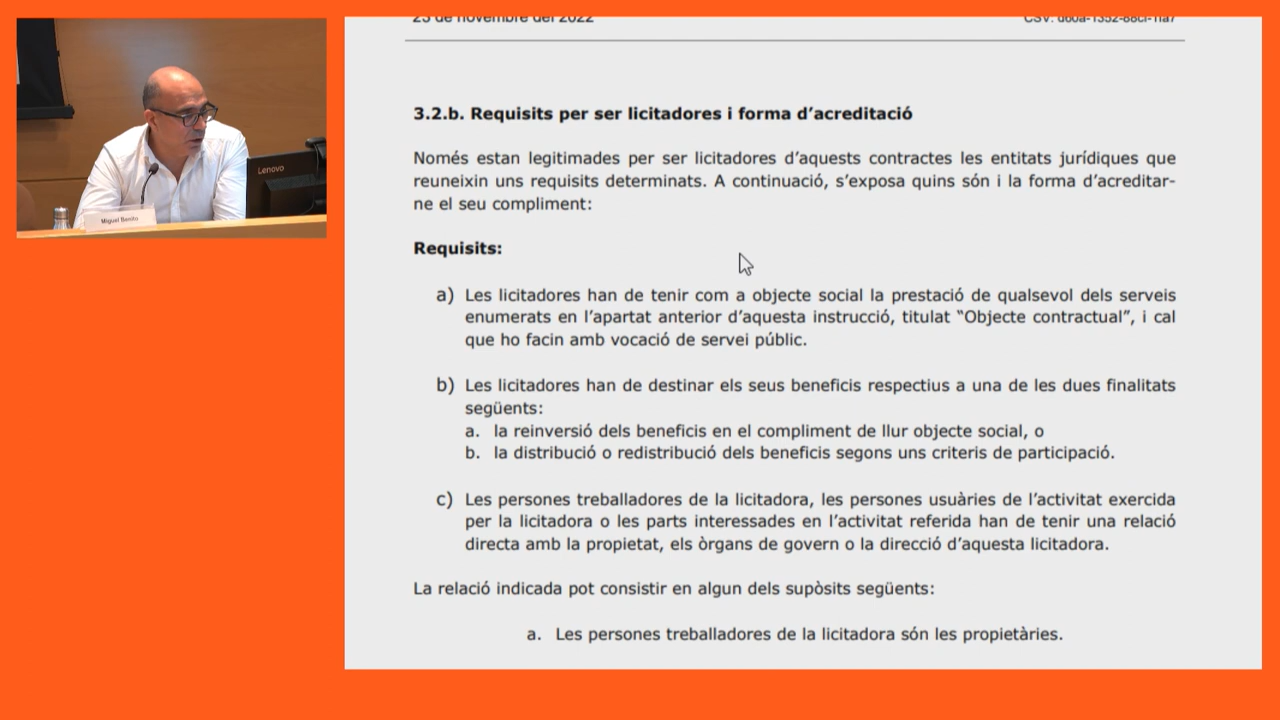 Lenovo
Miguel Benito
23 de novembre del 2022
3.2.b. Requisits per ser licitadores i forma d'acreditació
Només estan legitimades per ser licitadores d'aquests contractes les entitats jurídiques que
reuneixin uns requisits determinats. A continuació, s'exposa quins són i la forma d'acreditar-
ne el seu compliment:
Requisits:
a) Les licitadores han de tenir com a objecte social la prestació de qualsevol dels serveis
enumerats en l'apartat anterior d'aquesta instrucció, titulat “Objecte contractual”, i cal
que ho facin amb vocació de servei públic.
b) Les licitadores han de destinar els seus beneficis respectius a una de les dues finalitats
següents:
a. la reinversió dels beneficis en el compliment de llur objecte social, o
b. la distribució o redistribució dels beneficis segons uns criteris de participació.
c) Les persones treballadores de la licitadora, les persones usuàries de l'activitat exercida
per la licitadora o les parts interessades en l'activitat referida han de tenir una relació
directa amb la propietat, els òrgans de govern o la direcció d'aquesta licitadora.
La relació indicada pot consistir en algun dels supòsits següents:
a. Les persones treballadores de la licitadora són les propietàries.